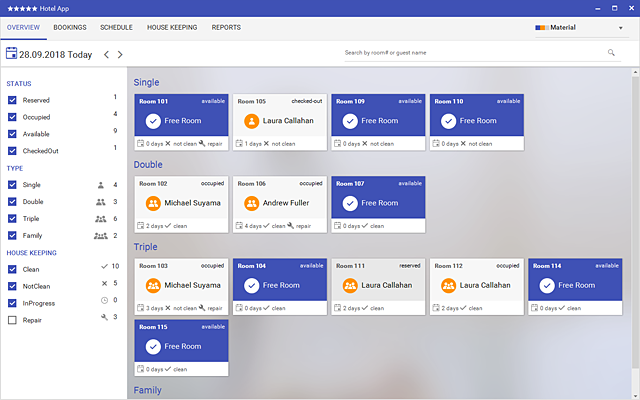 ★★★★★ Hotel App
OVERVIEW BOOKINGS SCHEDULE HOUSE KEEPING REPORTS Material
28.09.2018 Today Search by room# or guest name
STATUS
Reserved 1
Occupied 4
Available 9
CheckedOut 1
TYPE
Single 4
Double 3
Triple 6
Family 2
HOUSE KEEPING
Clean 10
NotClean 5
InProgress 0
Repair 3
Single
Room 101 available Room 105 checked-out Room 109 available Room 110 available
Free Room Laura Callahan Free Room Free Room
0 days not clean repair 1 days not clean 0 days not clean 0 days not clean
Double
Room 102 occupied Room 106 occupied Room 107 available
Michael Suyama Andrew Fuller Free Room
2 days clean 4 days clean repair 0 days clean
Triple
Room 103 occupied Room 104 available Room 111 reserved Room 112 occupied Room 114 available
Michael Suyama Free Room Laura Callahan Laura Callahan Free Room
3 days not clean repair 0 days clean 2 days clean 2 days clean 0 days clean
Room 115 available
Free Room
0 days clean
Family